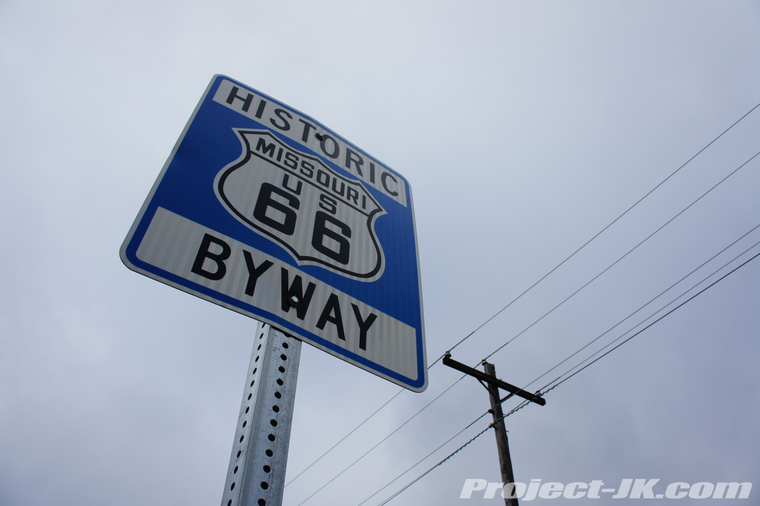 HISTORIC
MISSOURI
U S
66
BYWAY
Project-JK.com